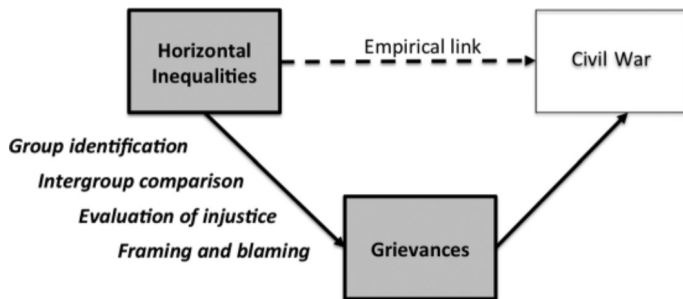 Horizontal
Inequalities
Empirical link
Civil War
Group identification
Intergroup comparison
Evaluation of injustice
Framing and blaming
Grievances